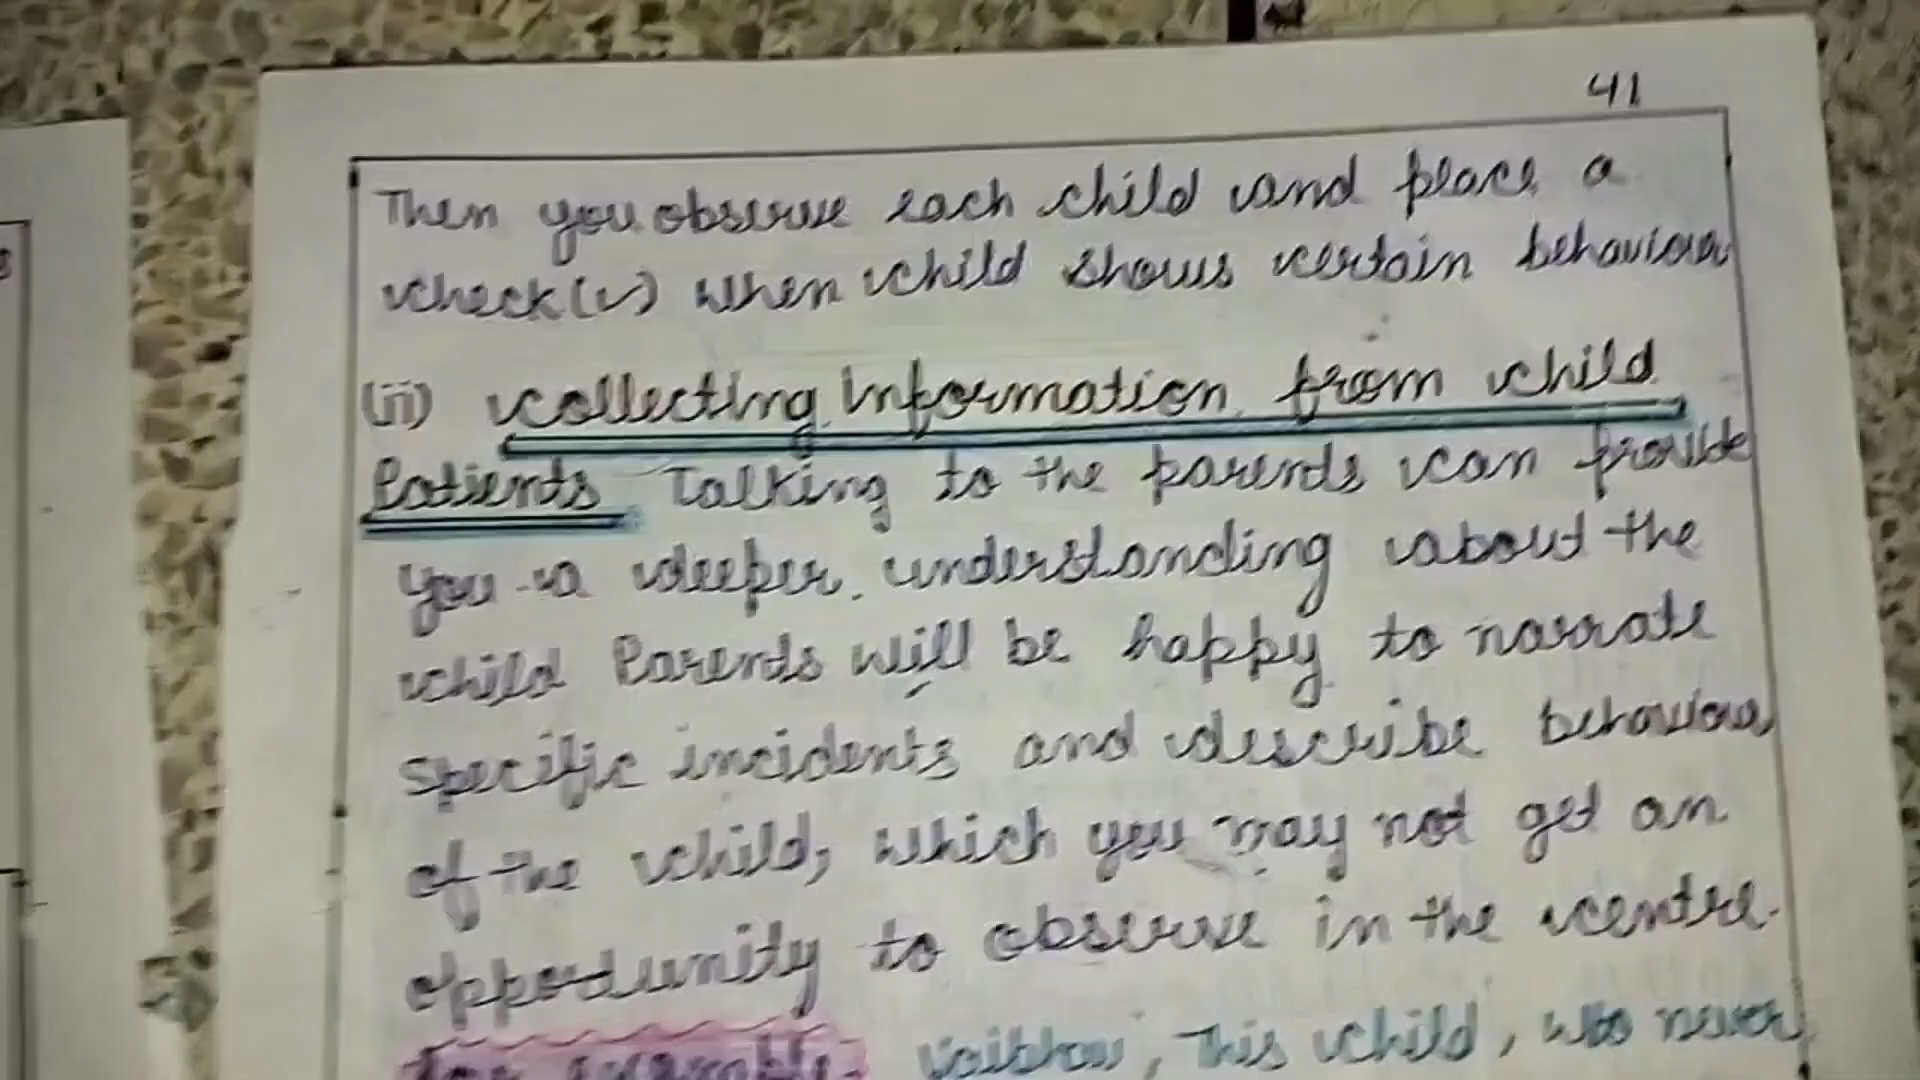 41
Then you observe each child and place a
check(✓) when child shows certain behaviour
(ii) collecting information from child
Patients Talking to the parents can provide
you a deeper understanding about the
child Parents will be happy to narrate
specific incidents and describe behaviour
of the child, which you may not get an
opportunity to observe in the centre.
For example. Vaibhav, This child, who never